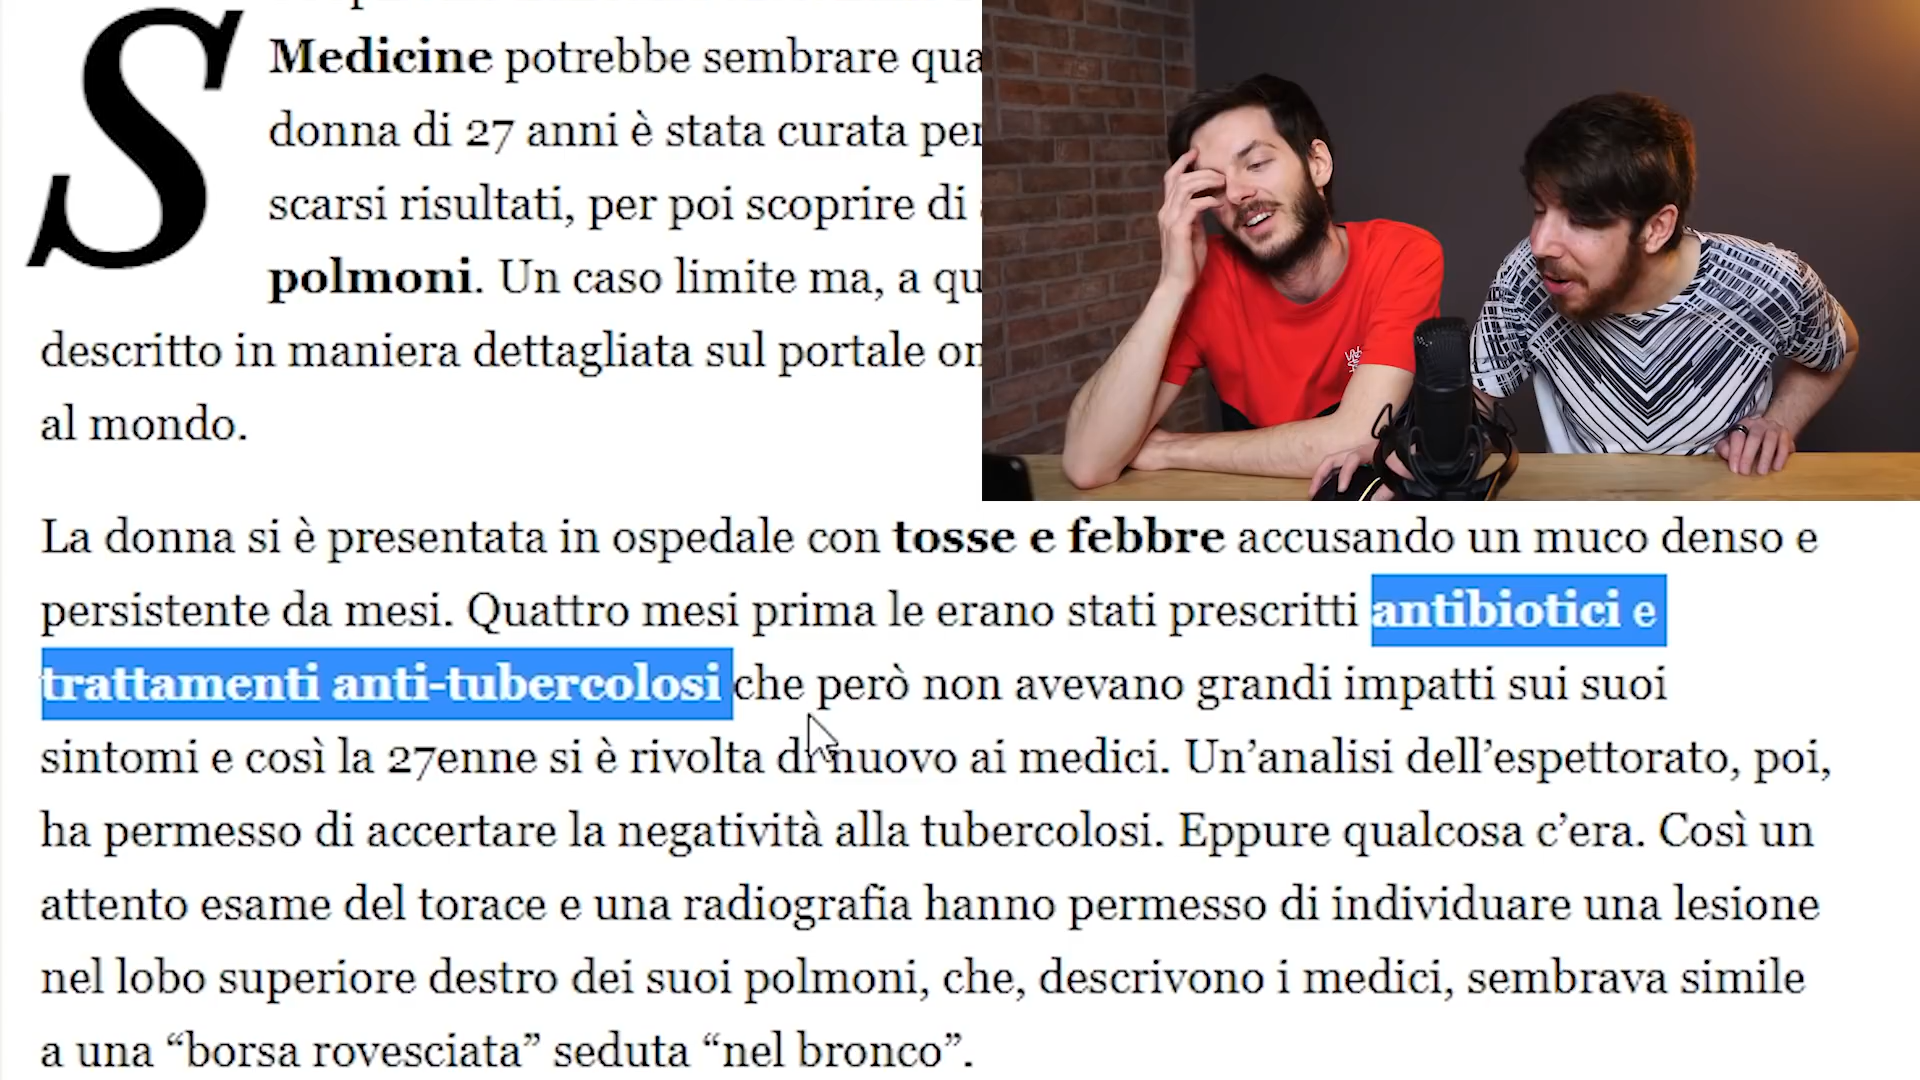 S
Medicine potrebbe sembrare qua
donna di 27 anni è stata curata per
scarsi risultati, per poi scoprire di
polmoni. Un caso limite ma, a qu
descritto in maniera dettagliata sul portale on
al mondo.
La donna si è presentata in ospedale con tosse e febbre accusando un muco denso e
persistente da mesi. Quattro mesi prima le erano stati prescritti antibiotici e
trattamenti anti-tubercolosi che però non avevano grandi impatti sui suoi
sintomi e così la 27enne si è rivolta di nuovo ai medici. Un’analisi dell’espettorato, poi,
ha permesso di accertare la negatività alla tubercolosi. Eppure qualcosa c’era. Così un
attento esame del torace e una radiografia hanno permesso di individuare una lesione
nel lobo superiore destro dei suoi polmoni, che, descrivono i medici, sembrava simile
a una “borsa rovesciata” seduta “nel bronco”.